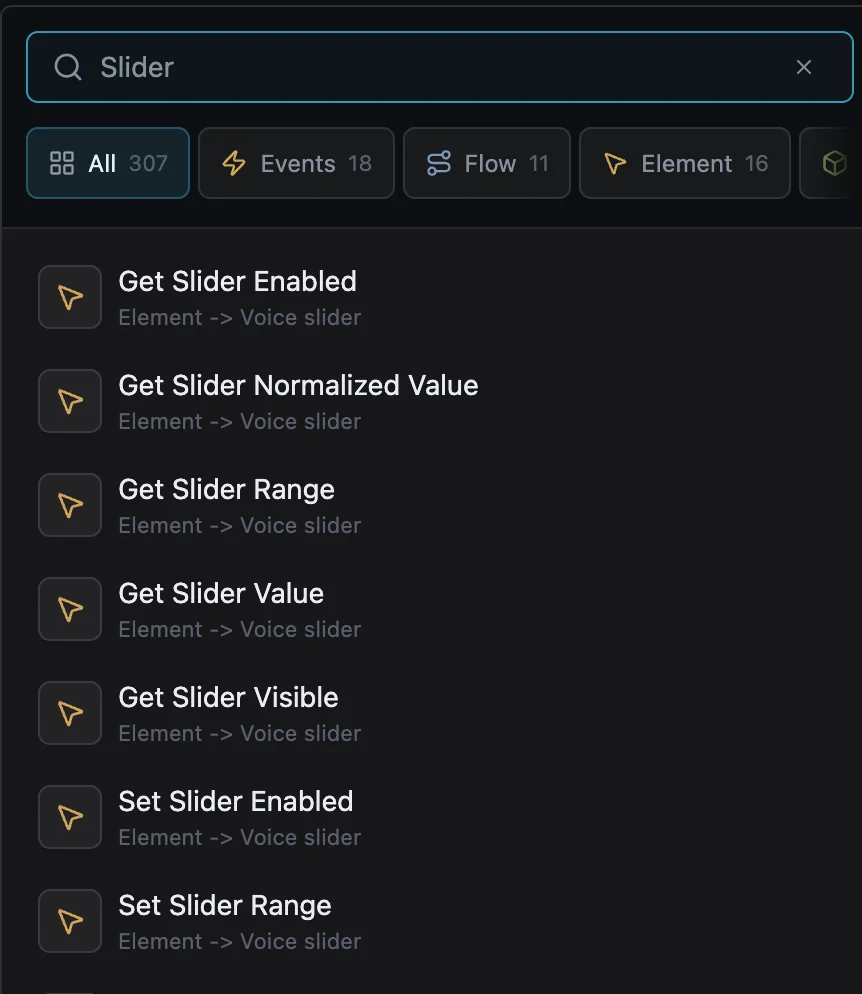 Slider
All 307 Events 18 Flow 11 Element 16
Get Slider Enabled
Element -> Voice slider
Get Slider Normalized Value
Element -> Voice slider
Get Slider Range
Element -> Voice slider
Get Slider Value
Element -> Voice slider
Get Slider Visible
Element -> Voice slider
Set Slider Enabled
Element -> Voice slider
Set Slider Range
Element -> Voice slider